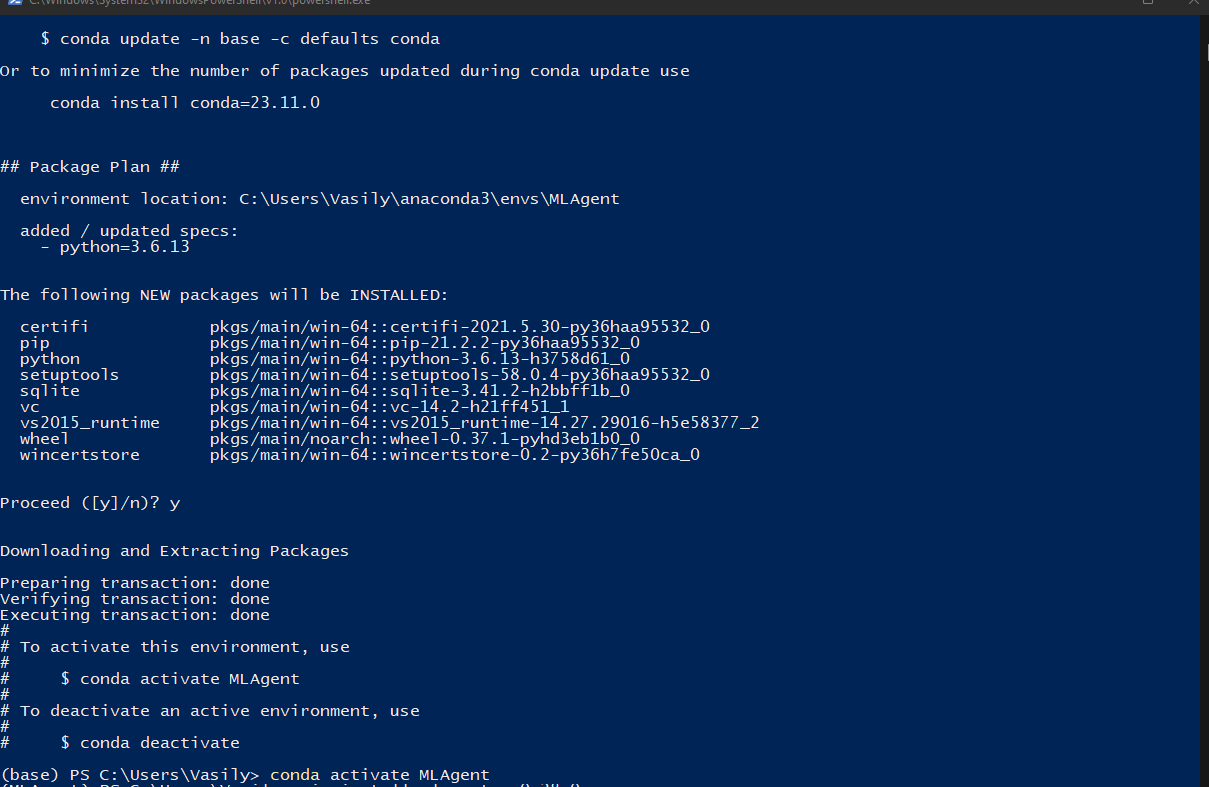 C:\Windows\System32\WindowsPowerShell\v1.0\powershell.exe
$ conda update -n base -c defaults conda
Or to minimize the number of packages updated during conda update use
conda install conda=23.11.0
## Package Plan ##
environment location: C:\Users\Vasily\anaconda3\envs\MLAgent
added / updated specs:
- python=3.6.13
The following NEW packages will be INSTALLED:
certifi pkgs/main/win-64::certifi-2021.5.30-py36haa95532_0
pip pkgs/main/win-64::pip-21.2.2-py36haa95532_0
python pkgs/main/win-64::python-3.6.13-h3758d61_0
setuptools pkgs/main/win-64::setuptools-58.0.4-py36haa95532_0
sqlite pkgs/main/win-64::sqlite-3.41.2-h2bbff1b_0
vc pkgs/main/win-64::vc-14.2-h21ff451_1
vs2015_runtime pkgs/main/win-64::vs2015_runtime-14.27.29016-h5e58377_2
wheel pkgs/main/noarch::wheel-0.37.1-pyhd3eb1b0_0
wincertstore pkgs/main/win-64::wincertstore-0.2-py36h7fe50ca_0
Proceed ([y]/n)? y
Downloading and Extracting Packages
Preparing transaction: done
Verifying transaction: done
Executing transaction: done
#
# To activate this environment, use
#
# $ conda activate MLAgent
#
# To deactivate an active environment, use
#
# $ conda deactivate
(base) PS C:\Users\Vasily> conda activate MLAgent